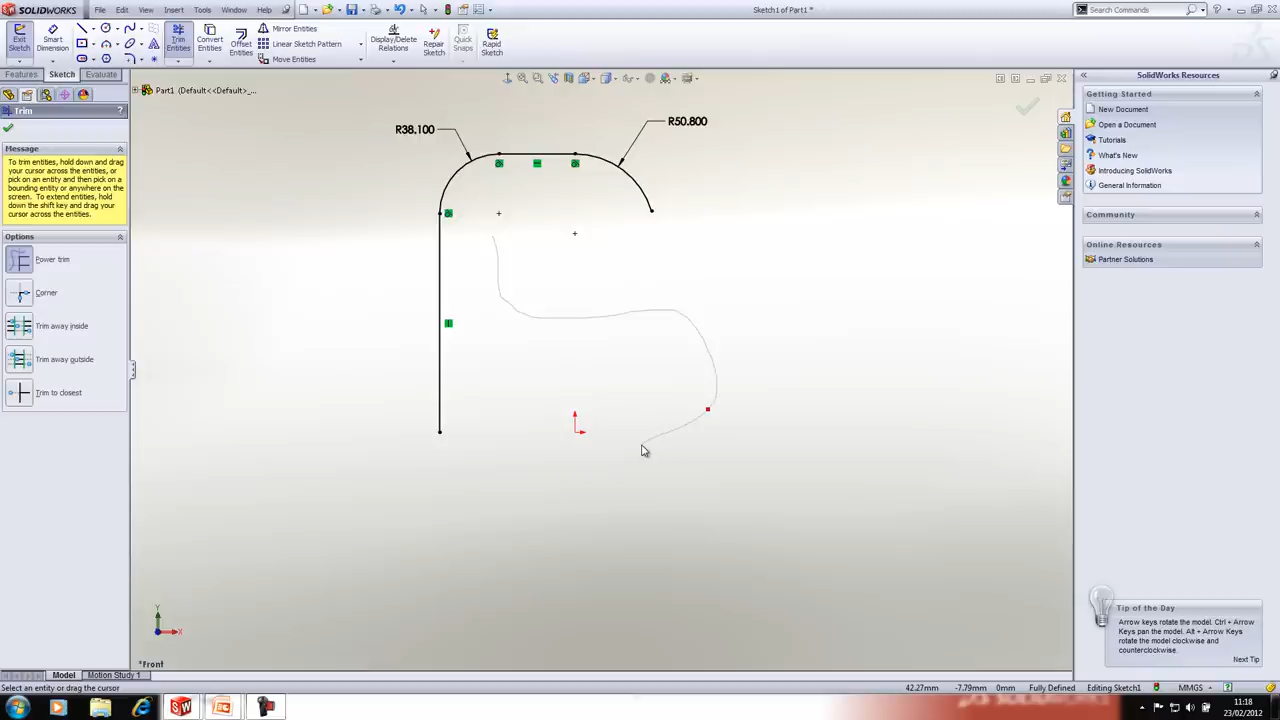 SOLIDWORKS
File
Edit
View
Insert
Tools
Window
Help
Sketch1 of Part1 *
Search Commands
Exit
Sketch
Smart
Dimension
Trim
Entities
Convert
Entities
Offset
Entities
Mirror Entities
Linear Sketch Pattern
Move Entities
Display/Delete
Relations
Repair
Sketch
Quick
Snaps
Rapid
Sketch
Features
Sketch
Evaluate
Trim
?
Message
To trim entities, hold down and drag
your cursor across the entities, or
pick on an entity and then pick on a
bounding entity or anywhere on the
screen. To extend entities, hold
down the shift key and drag your
cursor across the entities.
Options
Power trim
Corner
Trim away inside
Trim away outside
Trim to closest
Part1 (Default<<Default>_...
R38.100
R50.800
Y
X
*Front
SolidWorks Resources
Getting Started
New Document
Open a Document
Tutorials
What's New
Introducing SolidWorks
General Information
Community
Online Resources
Partner Solutions
Tip of the Day
Arrow keys rotate the model. Ctrl + Arrow
Keys pan the model. Alt + Arrow Keys
rotate the model clockwise and
counterclockwise.
Next Tip
Model
Motion Study 1
Select an entity or drag the cursor
42.27mm
-7.79mm
0mm
Fully Defined
Editing Sketch1
MMGS
11:18
23/02/2012